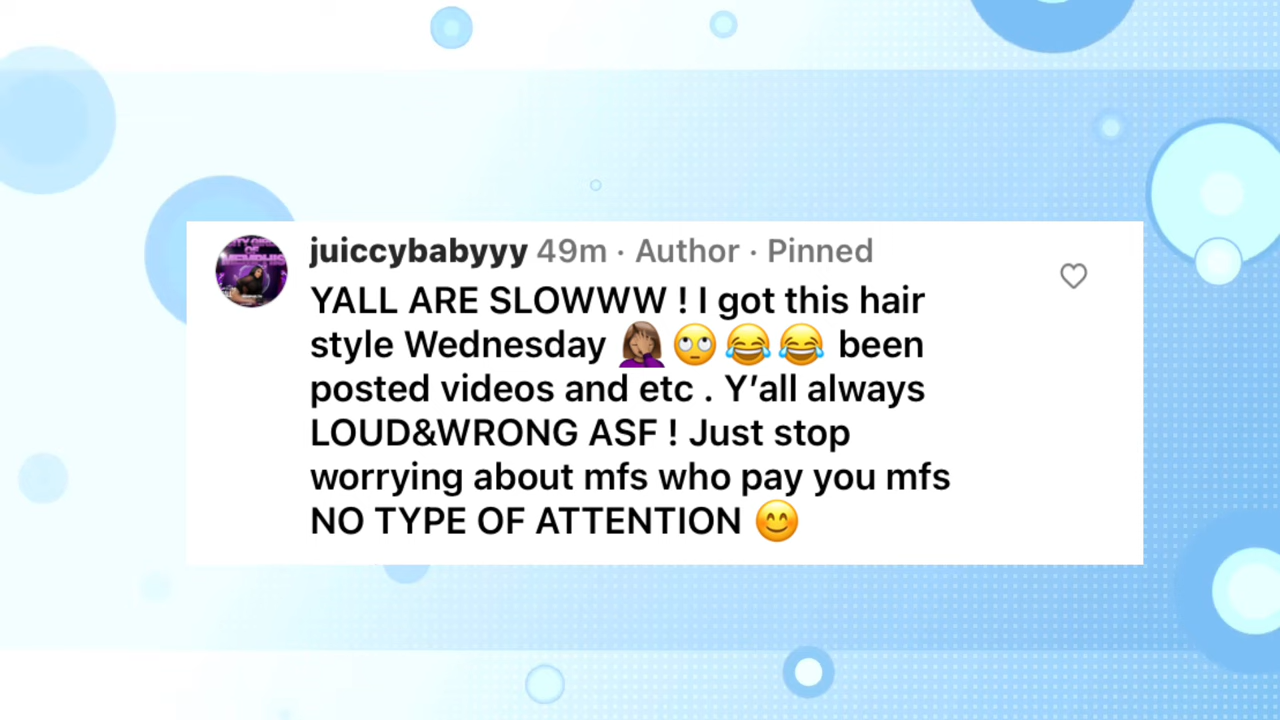 juiccybabyyy 49m · Author · Pinned
YALL ARE SLOWWW ! I got this hair
style Wednesday 🤦🏽‍♀️🙄😂😂 been
posted videos and etc . Y’all always
LOUD&WRONG ASF ! Just stop
worrying about mfs who pay you mfs
NO TYPE OF ATTENTION 😊